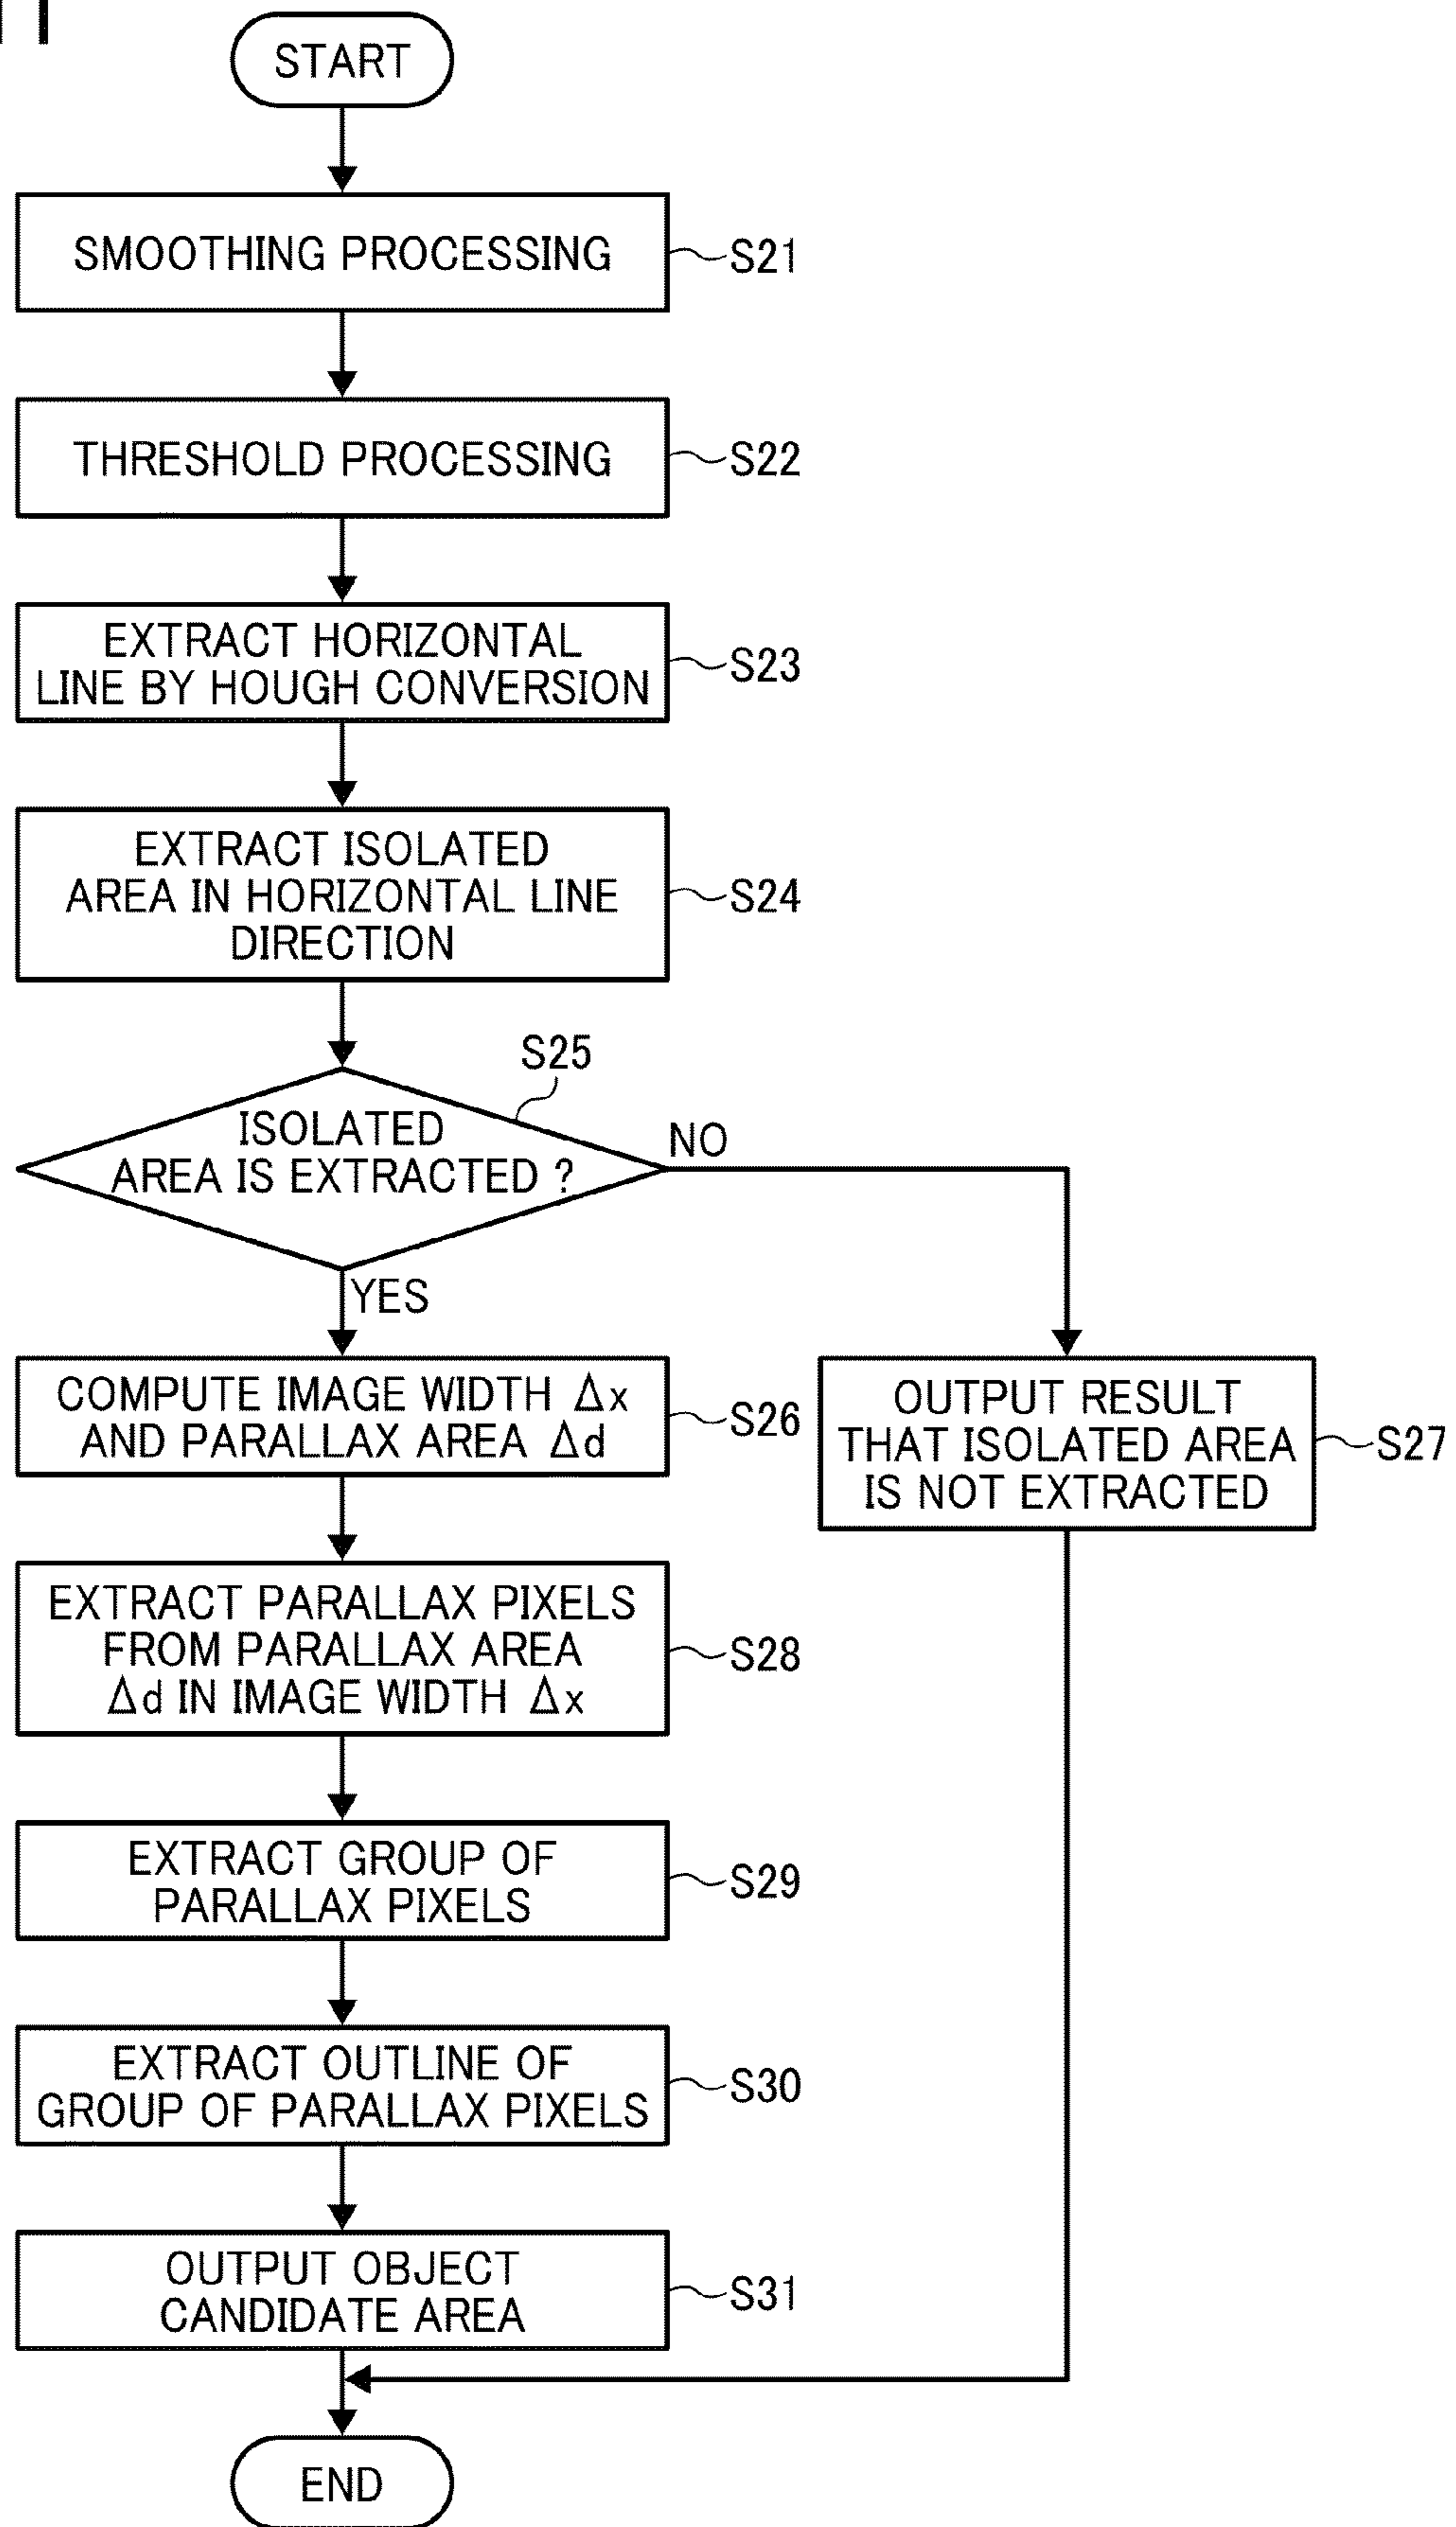 START
SMOOTHING PROCESSING
S21
THRESHOLD PROCESSING
S22
EXTRACT HORIZONTAL
LINE BY HOUGH CONVERSION
S23
EXTRACT ISOLATED
AREA IN HORIZONTAL LINE
DIRECTION
S24
S25
ISOLATED
AREA IS EXTRACTED ?
NO
YES
COMPUTE IMAGE WIDTH Δx
AND PARALLAX AREA Δd
S26
OUTPUT RESULT
THAT ISOLATED AREA
IS NOT EXTRACTED
S27
EXTRACT PARALLAX PIXELS
FROM PARALLAX AREA
Δd IN IMAGE WIDTH Δx
S28
EXTRACT GROUP OF
PARALLAX PIXELS
S29
EXTRACT OUTLINE OF
GROUP OF PARALLAX PIXELS
S30
OUTPUT OBJECT
CANDIDATE AREA
S31
END